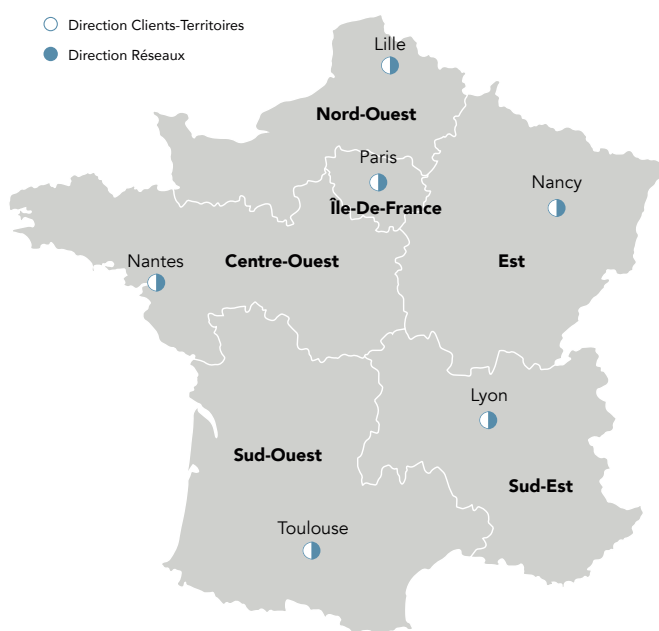 Direction Clients-Territoires
Direction Réseaux
Lille
Nord-Ouest
Paris
Île-De-France
Nancy
Nantes
Centre-Ouest
Est
Lyon
Sud-Ouest
Sud-Est
Toulouse